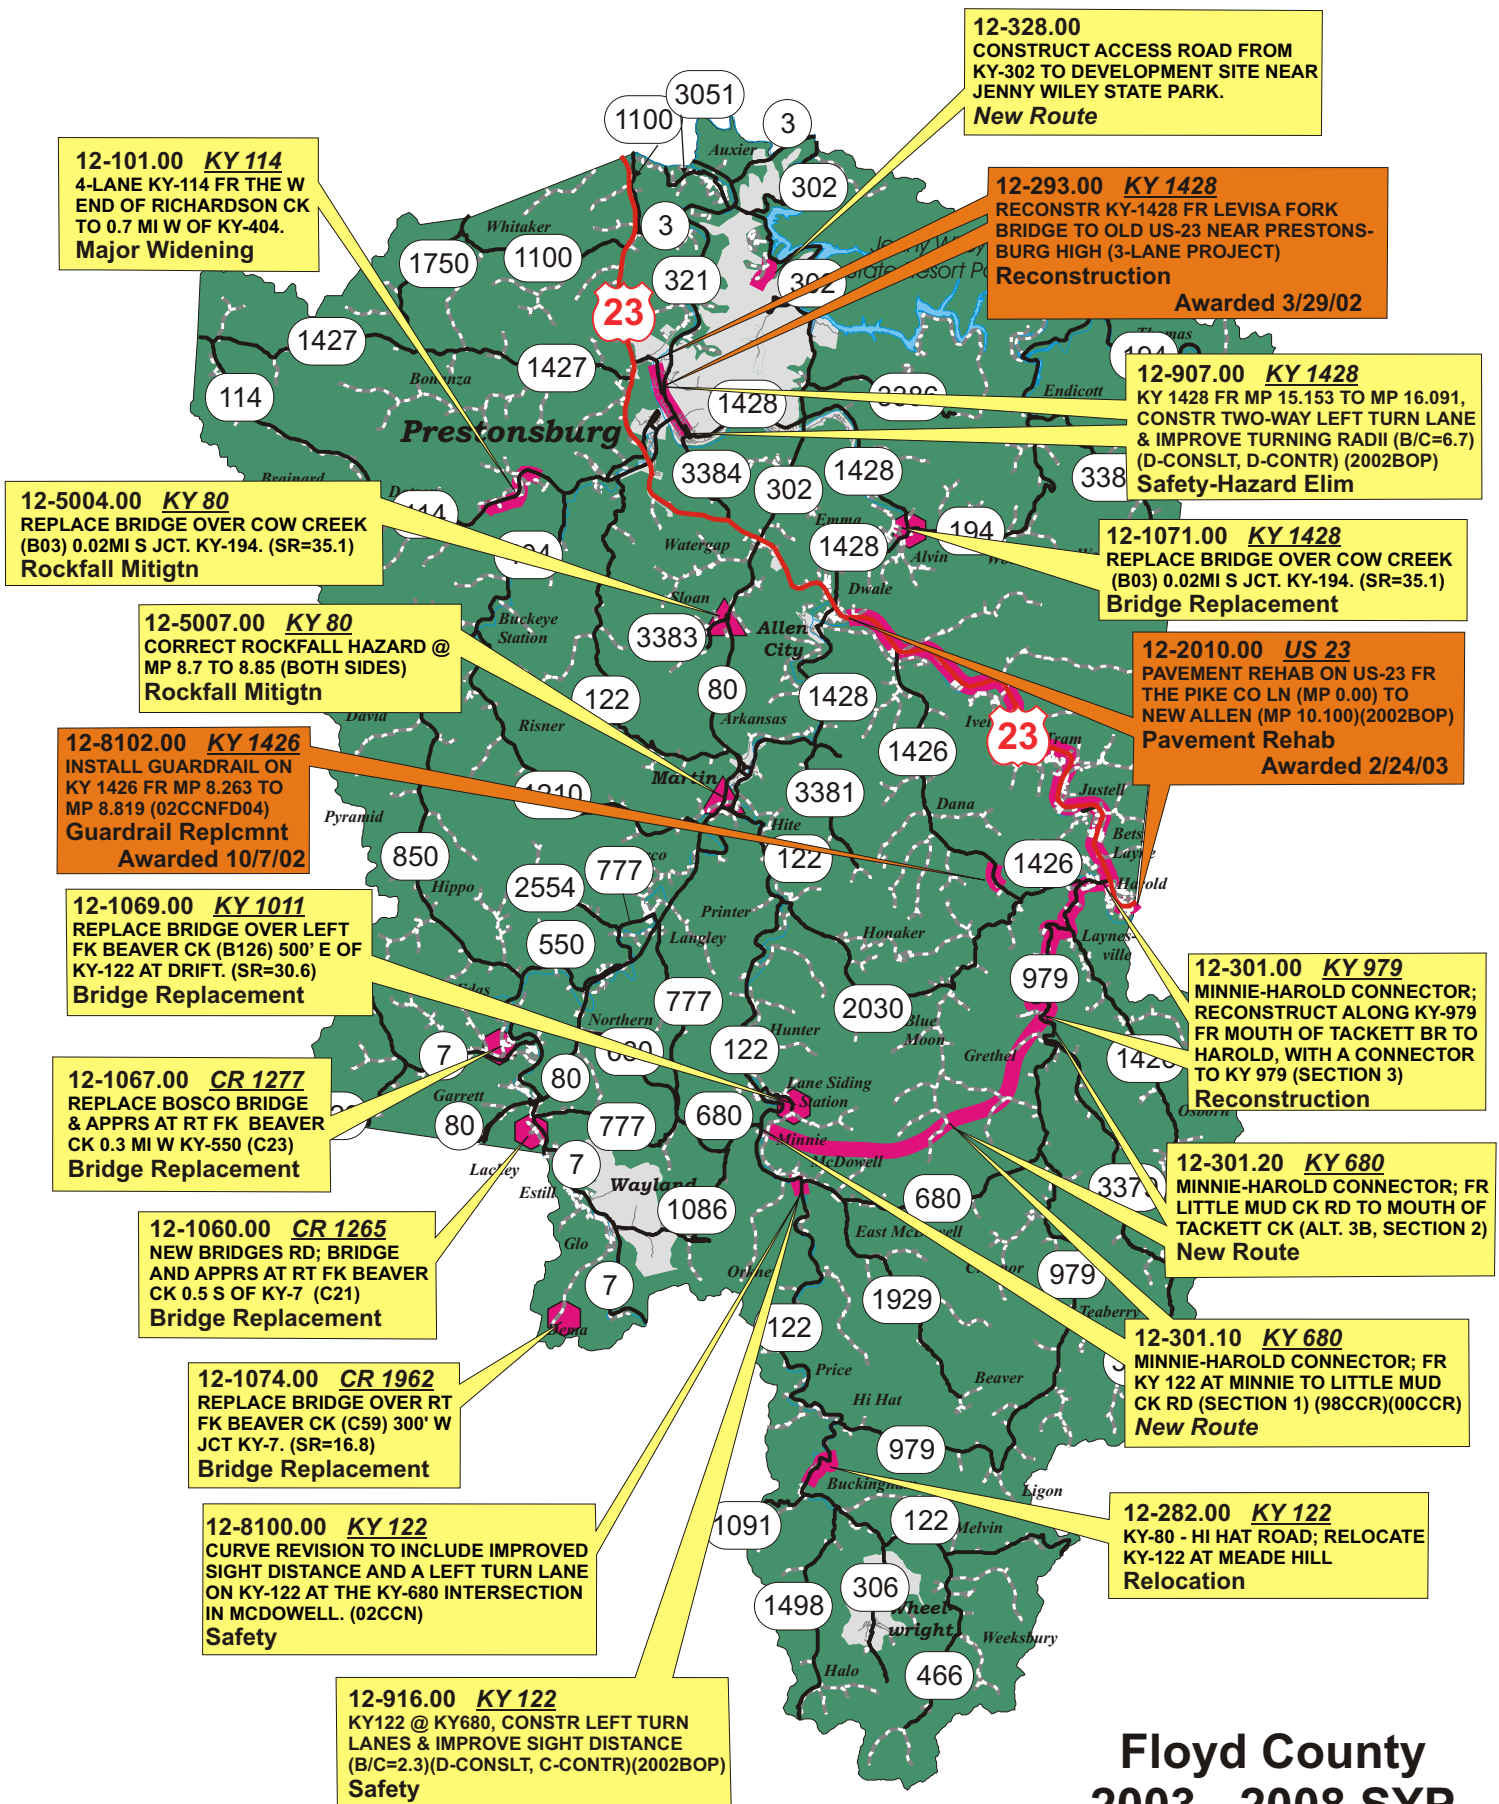 12-328.00
CONSTRUCT ACCESS ROAD FROM
KY-302 TO DEVELOPMENT SITE NEAR
JENNY WILEY STATE PARK.
New Route
12-101.00 KY 114
4-LANE KY-114 FR THE W
END OF RICHARDSON CK
TO 0.7 MI W OF KY-404.
Major Widening
12-293.00 KY 1428
RECONSTR KY-1428 FR LEVISA FORK
BRIDGE TO OLD US-23 NEAR PRESTONS-
BURG HIGH (3-LANE PROJECT)
Reconstruction
Awarded 3/29/02
12-907.00 KY 1428
KY 1428 FR MP 15.153 TO MP 16.091,
CONSTR TWO-WAY LEFT TURN LANE
& IMPROVE TURNING RADII (B/C=6.7)
(D-CONSLT, D-CONTR) (2002BOP)
Safety-Hazard Elim
12-5004.00 KY 80
REPLACE BRIDGE OVER COW CREEK
(B03) 0.02MI S JCT. KY-194. (SR=35.1)
Rockfall Mitigtn
12-1071.00 KY 1428
REPLACE BRIDGE OVER COW CREEK
(B03) 0.02MI S JCT. KY-194. (SR=35.1)
Bridge Replacement
12-5007.00 KY 80
CORRECT ROCKFALL HAZARD @
MP 8.7 TO 8.85 (BOTH SIDES)
Rockfall Mitigtn
12-2010.00 US 23
PAVEMENT REHAB ON US-23 FR
THE PIKE CO LN (MP 0.00) TO
NEW ALLEN (MP 10.100)(2002BOP)
Pavement Rehab
Awarded 2/24/03
12-8102.00 KY 1426
INSTALL GUARDRAIL ON
KY 1426 FR MP 8.263 TO
MP 8.819 (02CCNFD04)
Guardrail Replcmnt
Awarded 10/7/02
12-1069.00 KY 1011
REPLACE BRIDGE OVER LEFT
FK BEAVER CK (B126) 500' E OF
KY-122 AT DRIFT. (SR=30.6)
Bridge Replacement
12-301.00 KY 979
MINNIE-HAROLD CONNECTOR;
RECONSTRUCT ALONG KY-979
FR MOUTH OF TACKETT BR TO
HAROLD, WITH A CONNECTOR
TO KY 979 (SECTION 3)
Reconstruction
12-1067.00 CR 1277
REPLACE BOSCO BRIDGE
& APPRS AT RT FK BEAVER
CK 0.3 MI W KY-550 (C23)
Bridge Replacement
12-301.20 KY 680
MINNIE-HAROLD CONNECTOR; FR
LITTLE MUD CK RD TO MOUTH OF
TACKETT CK (ALT. 3B, SECTION 2)
New Route
12-1060.00 CR 1265
NEW BRIDGES RD; BRIDGE
AND APPRS AT RT FK BEAVER
CK 0.5 S OF KY-7 (C21)
Bridge Replacement
12-301.10 KY 680
MINNIE-HAROLD CONNECTOR; FR
KY 122 AT MINNIE TO LITTLE MUD
CK RD (SECTION 1) (98CCR)(00CCR)
New Route
12-1074.00 CR 1962
REPLACE BRIDGE OVER RT
FK BEAVER CK (C59) 300' W
JCT KY-7. (SR=16.8)
Bridge Replacement
12-282.00 KY 122
KY-80 - HI HAT ROAD; RELOCATE
KY-122 AT MEADE HILL
Relocation
12-8100.00 KY 122
CURVE REVISION TO INCLUDE IMPROVED
SIGHT DISTANCE AND A LEFT TURN LANE
ON KY-122 AT THE KY-680 INTERSECTION
IN MCDOWELL. (02CCN)
Safety
12-916.00 KY 122
KY122 @ KY680, CONSTR LEFT TURN
LANES & IMPROVE SIGHT DISTANCE
(B/C=2.3)(D-CONSLT, C-CONTR)(2002BOP)
Safety
3051
1100
3
Auxier
302
Whitaker
3
1750
1100
321
302
23
1427
1427
Bonanza
114
1428
Endicott
Prestonsburg
3384
302
1428
Brainard
Emma
1428
194
Alvin
Watergap
Dwale
Sloan
Buckeye
Station
3383
Allen
City
122
80
1428
Arkansas
David
Risner
1426
23
Tram
Martin
3381
Justell
Dana
Pyramid
Hite
122
Betsy
Layne
850
777
1426
Harold
Hippo
2554
Printer
Langley
Honaker
Laynes-
ville
550
979
777
2030
Northern
Hunter
Blue
Moon
7
122
Grethel
80
Lane Siding
Station
Garrett
80
777
680
Minnie
McDowell
Osborn
Lackey
7
Estill
Wayland
1086
680
East McDowell
Glo
979
7
1929
Teaberry
122
Dema
Price
Beaver
Hi Hat
979
Ligon
1091
122
Melvin
306
1498
Wheel-
wright
Weeksbury
Halo
466
Floyd County
2003 - 2008 SYP